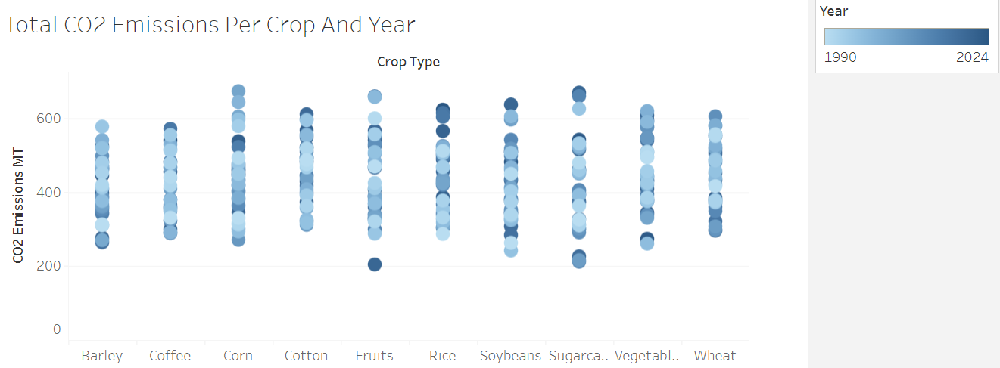 Total CO2 Emissions Per Crop And Year
Crop Type
CO2 Emissions MT
600
400
200
0
Barley Coffee Corn Cotton Fruits Rice Soybeans Sugarca.. Vegetabl.. Wheat
Year
1990 2024